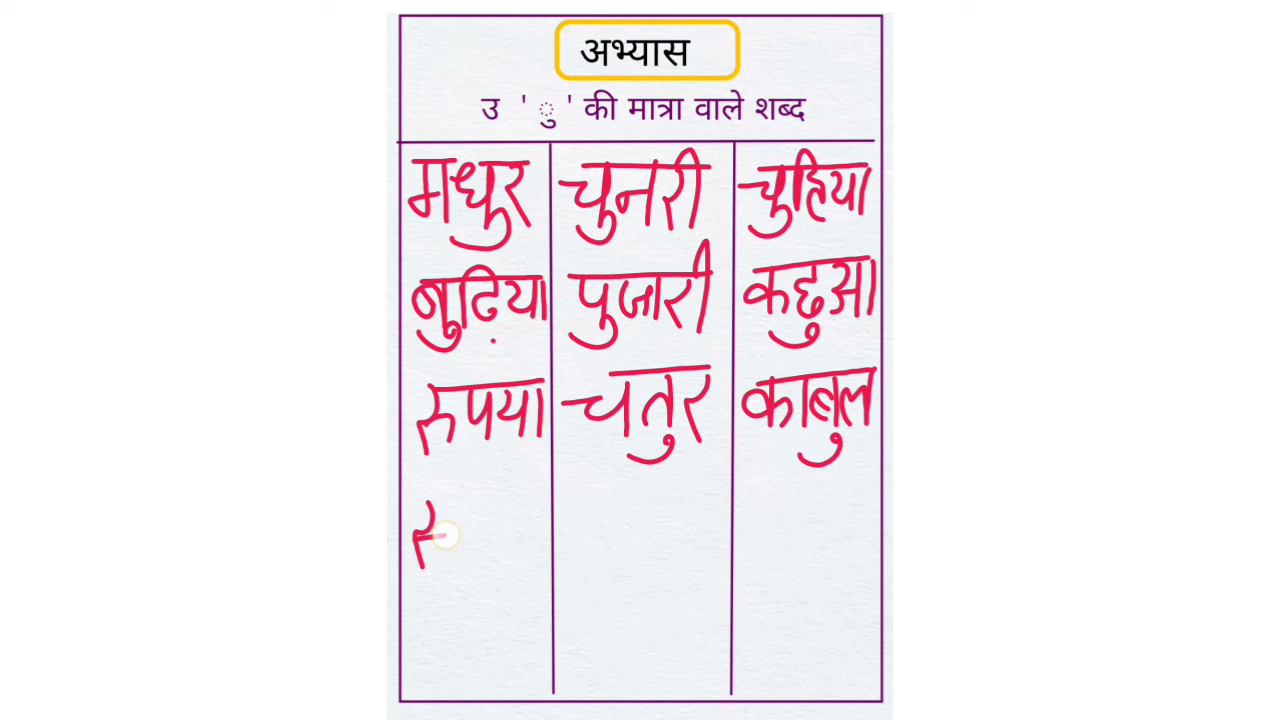 अभ्यास
उ ' ु ' की मात्रा वाले शब्द
मधुर चुनरी चुहिया
बुढ़िया पुजारी कछुआ
रुपया चतुर काबुल